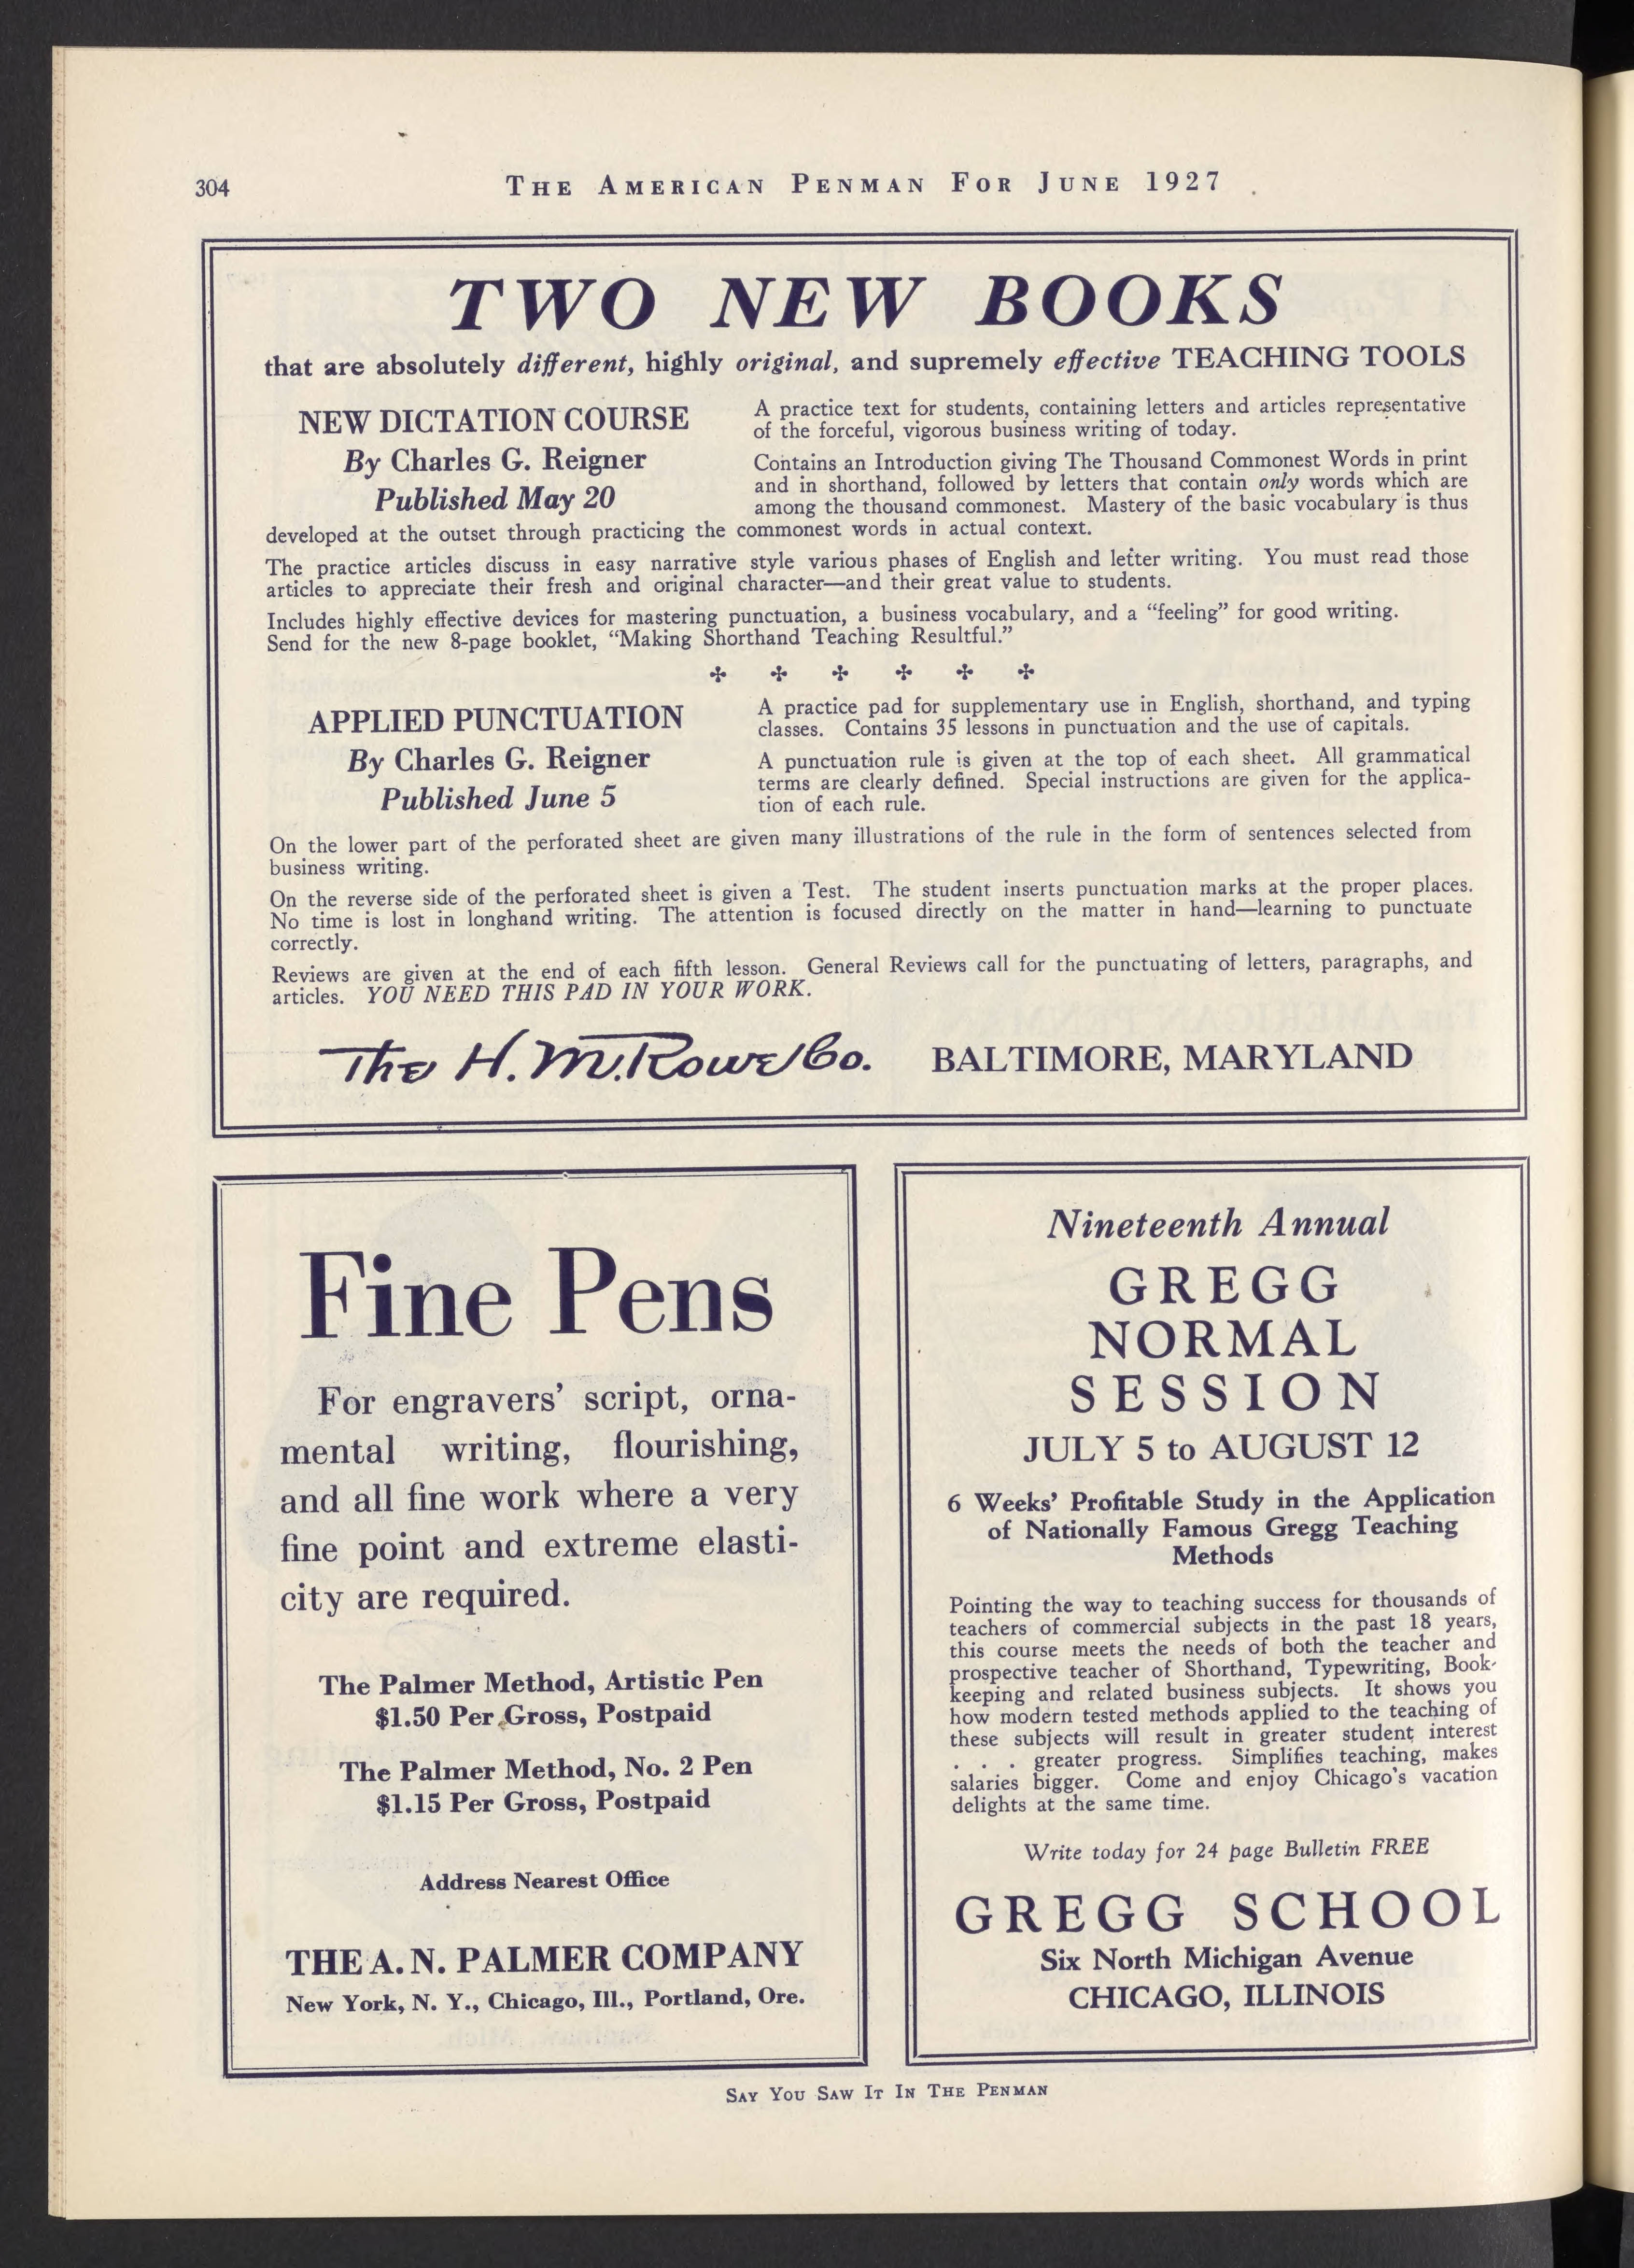 304
THE AMERICAN PENMAN FOR JUNE 1927
TWO NEW BOOKS
that are absolutely different, highly original, and supremely effective TEACHING TOOLS
NEW DICTATION COURSE
By Charles G. Reigner
Published May 20
A practice text for students, containing letters and articles representative
of the forceful, vigorous business writing of today.
Contains an Introduction giving The Thousand Commonest Words in print
and in shorthand, followed by letters that contain only words which are
among the thousand commonest. Mastery of the basic vocabulary is thus
developed at the outset through practicing the commonest words in actual context.
The practice articles discuss in easy narrative style various phases of English and letter writing. You must read those
articles to appreciate their fresh and original character—and their great value to students.
Includes highly effective devices for mastering punctuation, a business vocabulary, and a “feeling” for good writing.
Send for the new 8-page booklet, “Making Shorthand Teaching Resultful.”
APPLIED PUNCTUATION
By Charles G. Reigner
Published June 5
A practice pad for supplementary use in English, shorthand, and typing
classes. Contains 35 lessons in punctuation and the use of capitals.
A punctuation rule is given at the top of each sheet. All grammatical
terms are clearly defined. Special instructions are given for the applica-
tion of each rule.
On the lower part of the perforated sheet are given many illustrations of the rule in the form of sentences selected from
business writing.
On the reverse side of the perforated sheet is given a Test. The student inserts punctuation marks at the proper places.
No time is lost in longhand writing. The attention is focused directly on the matter in hand—learning to punctuate
correctly.
Reviews are given at the end of each fifth lesson. General Reviews call for the punctuating of letters, paragraphs, and
articles. YOU NEED THIS PAD IN YOUR WORK.
The H. M. Rowe Co. BALTIMORE, MARYLAND
Fine Pens
For engravers’ script, orna-
mental writing, flourishing,
and all fine work where a very
fine point and extreme elasti-
city are required.
The Palmer Method, Artistic Pen
$1.50 Per Gross, Postpaid
The Palmer Method, No. 2 Pen
$1.15 Per Gross, Postpaid
Address Nearest Office
THE A. N. PALMER COMPANY
New York, N. Y., Chicago, Ill., Portland, Ore.
Nineteenth Annual
GREGG
NORMAL
SESSION
JULY 5 to AUGUST 12
6 Weeks’ Profitable Study in the Application
of Nationally Famous Gregg Teaching
Methods
Pointing the way to teaching success for thousands of
teachers of commercial subjects in the past 18 years,
this course meets the needs of both the teacher and
prospective teacher of Shorthand, Typewriting, Book-
keeping and related business subjects. It shows you
how modern tested methods applied to the teaching of
these subjects will result in greater student interest
. . . greater progress. Simplifies teaching, makes
salaries bigger. Come and enjoy Chicago’s vacation
delights at the same time.
Write today for 24 page Bulletin FREE
GREGG SCHOOL
Six North Michigan Avenue
CHICAGO, ILLINOIS
SAY YOU SAW IT IN THE PENMAN